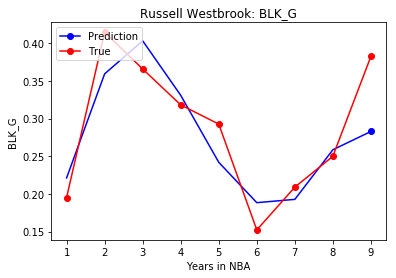 Russell Westbrook: BLK_G
Prediction
True
0.40
0.35
0.30
0.25
0.20
0.15
BLK_G
1 2 3 4 5 6 7 8 9
Years in NBA